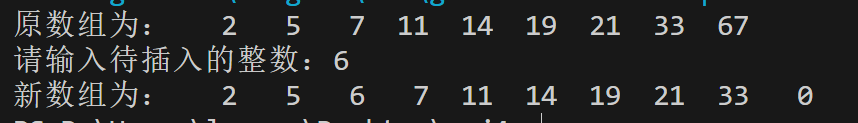 原数组为:    2   5   7  11  14  19  21  33  67
请输入待插入的整数:6
新数组为:    2   5   6   7  11  14  19  21  33   0